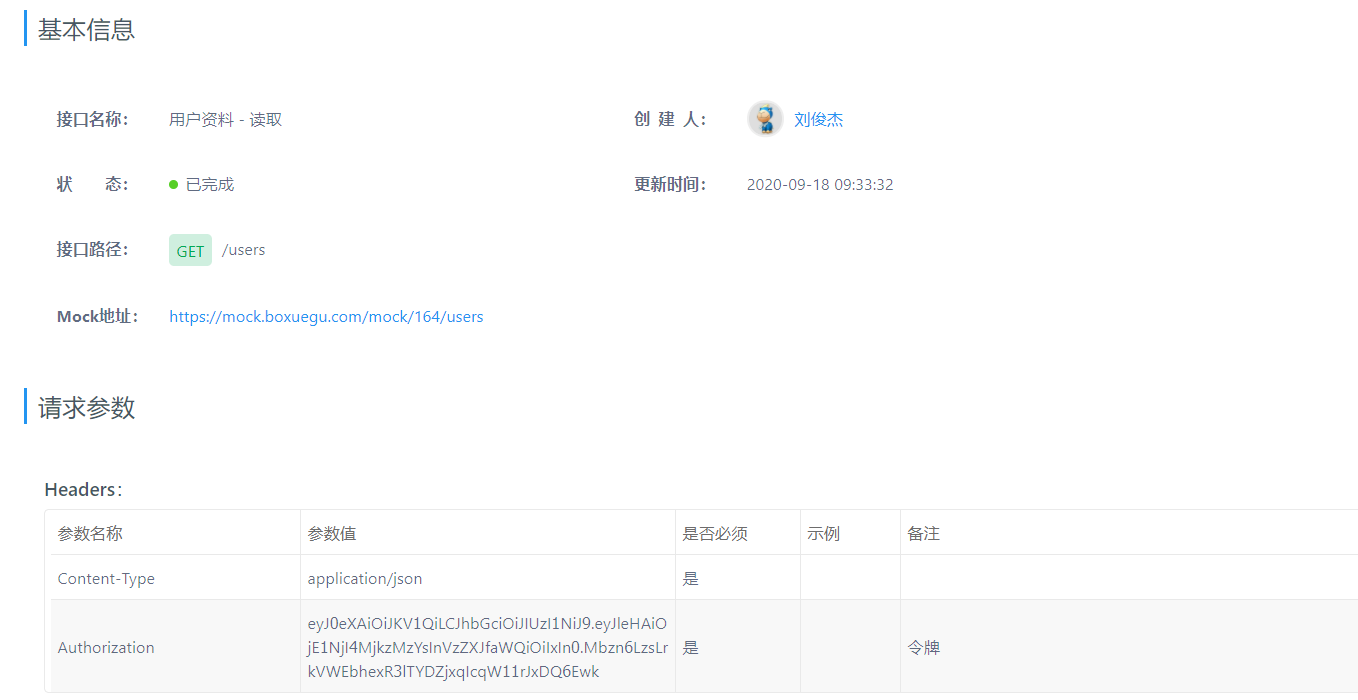 基本信息
接口名称： 用户资料 - 读取 创 建 人： 刘俊杰
状 态： 已完成 更新时间： 2020-09-18 09:33:32
接口路径： GET /users
Mock地址： https://mock.boxuegu.com/mock/164/users
请求参数
Headers：
参数名称 参数值 是否必须 示例 备注
Content-Type application/json 是
eyJ0eXAiOiJKV1QiLCJhbGciOiJIUzI1NiJ9.eyJleHAiO
Authorization jE1NjI4MjkzMzYsInVzZXJfaWQiOiIxIn0.Mbzn6LzsLr 是 令牌
kVWEbhexR3lTYDZjxqIcqW11rJxDQ6Ewk